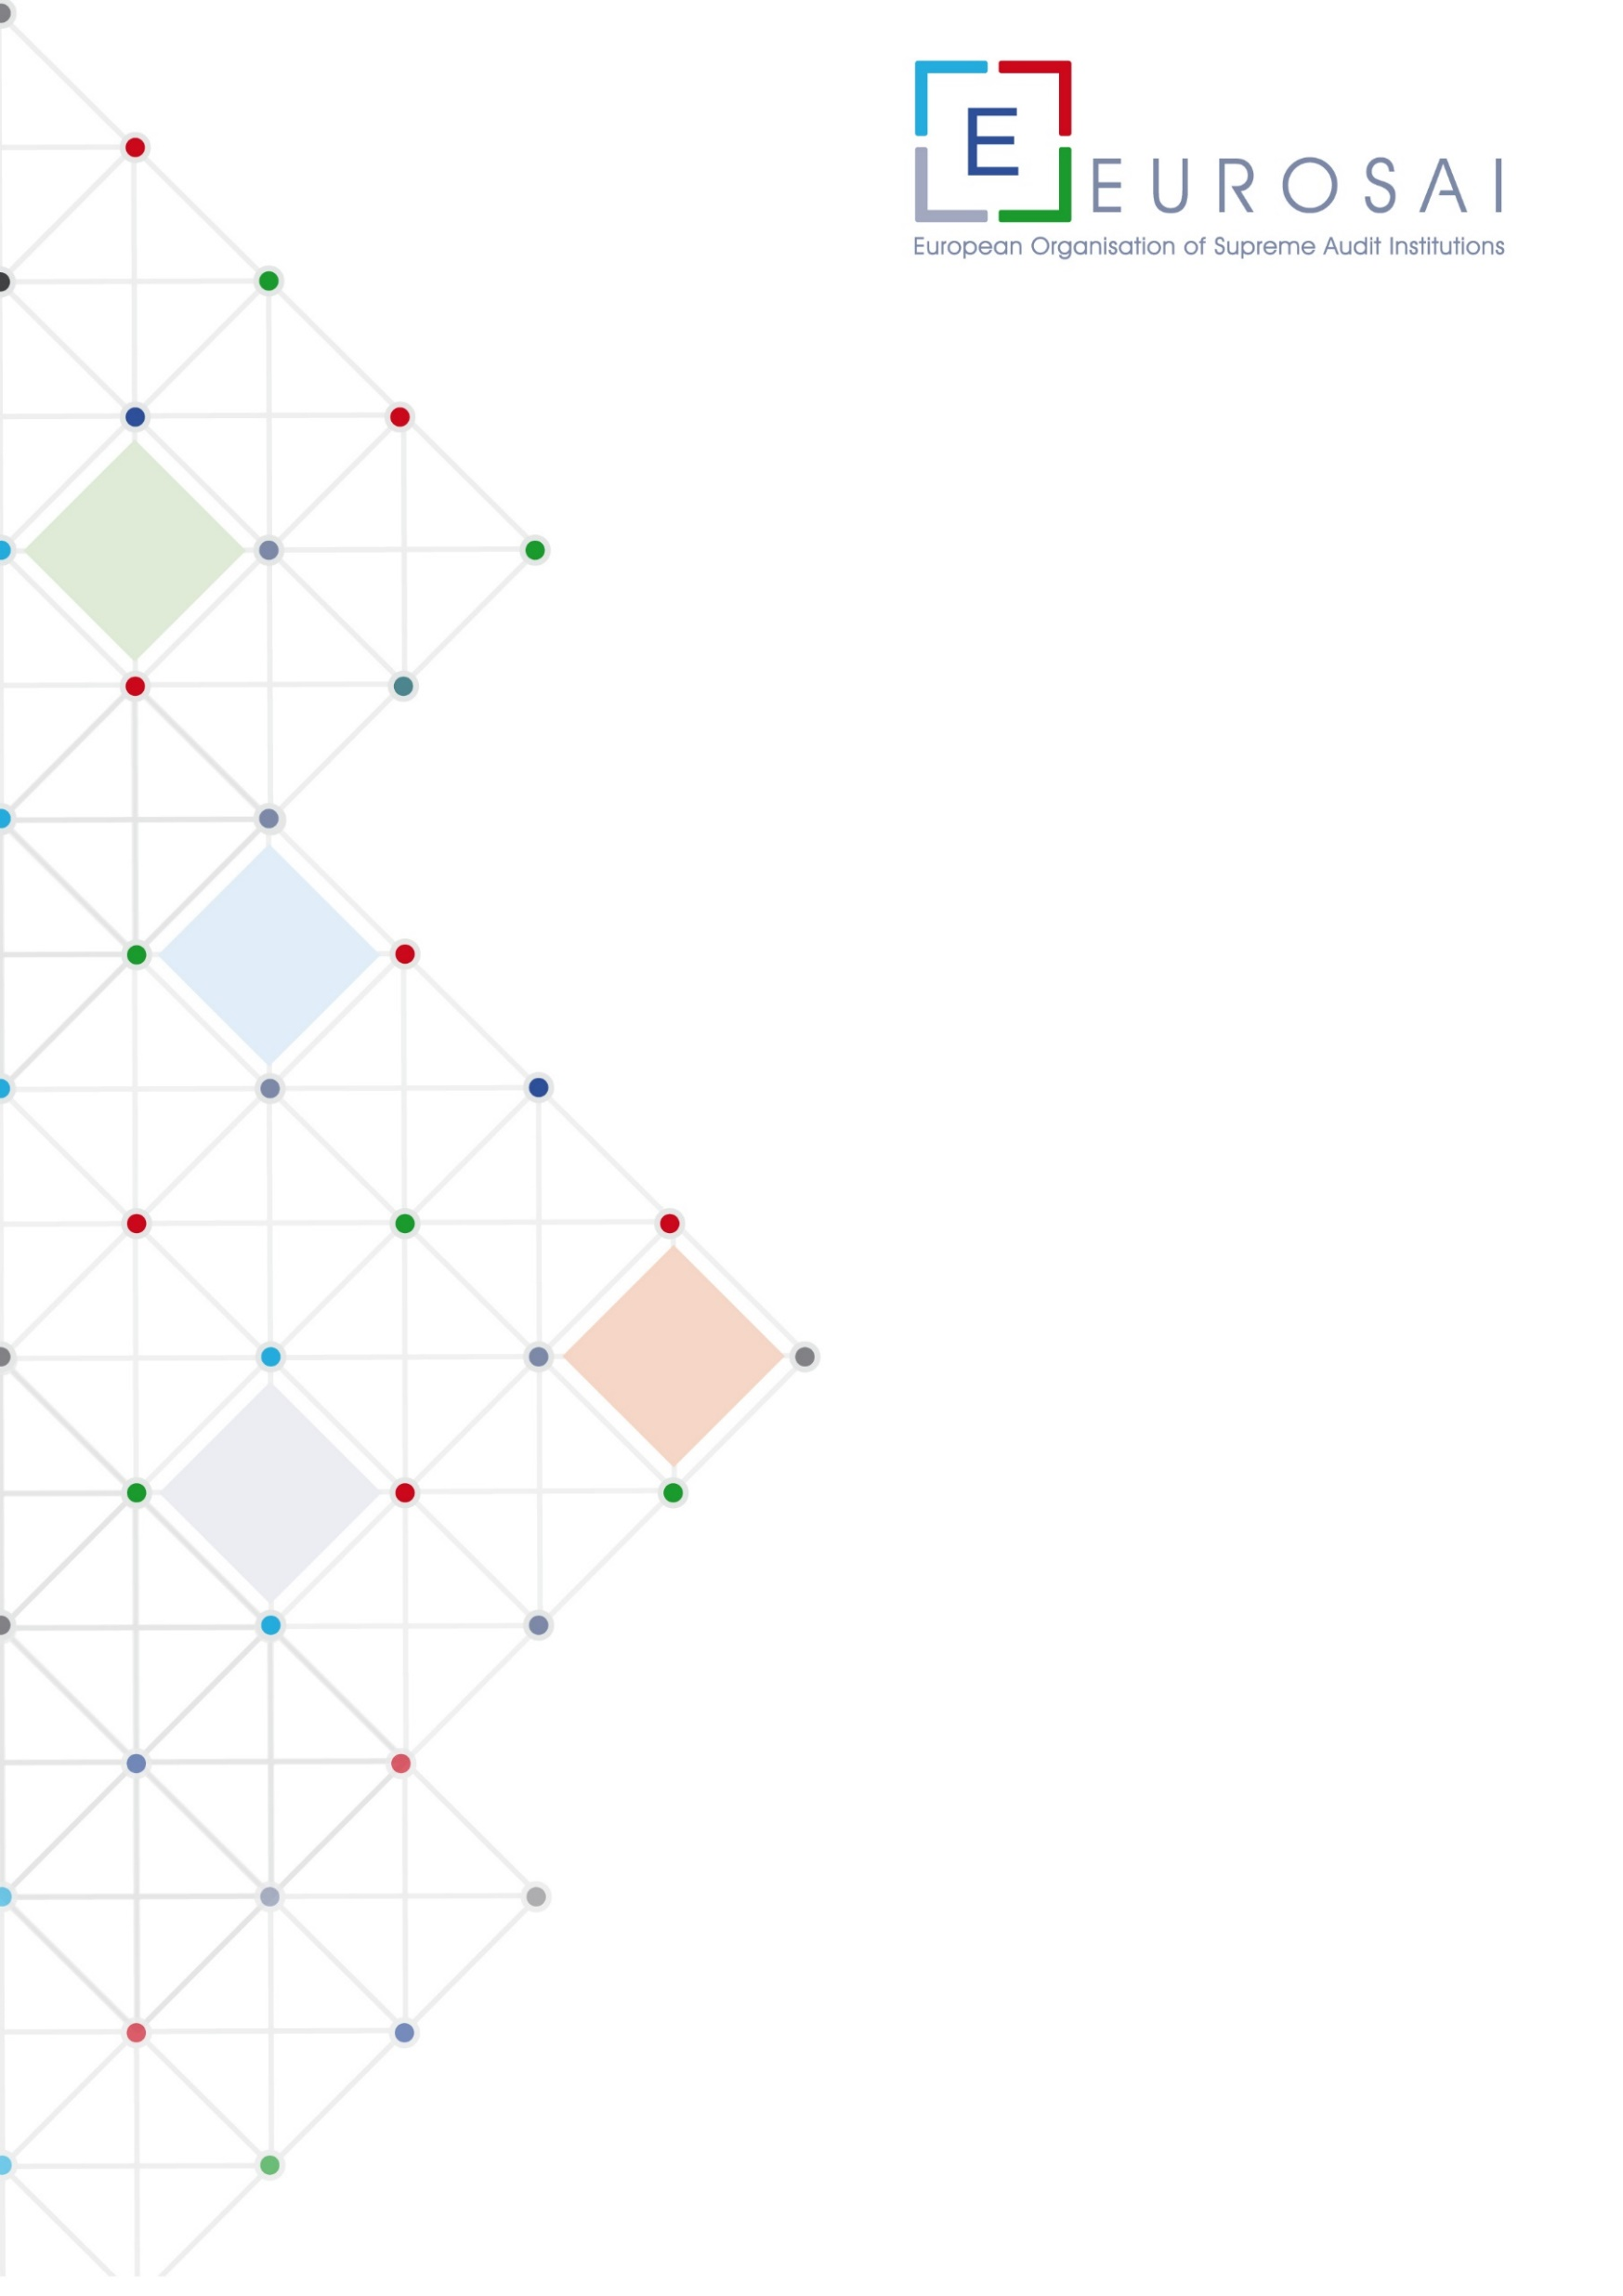 E
EUROSAI
European Organisation of Supreme Audit Institutions